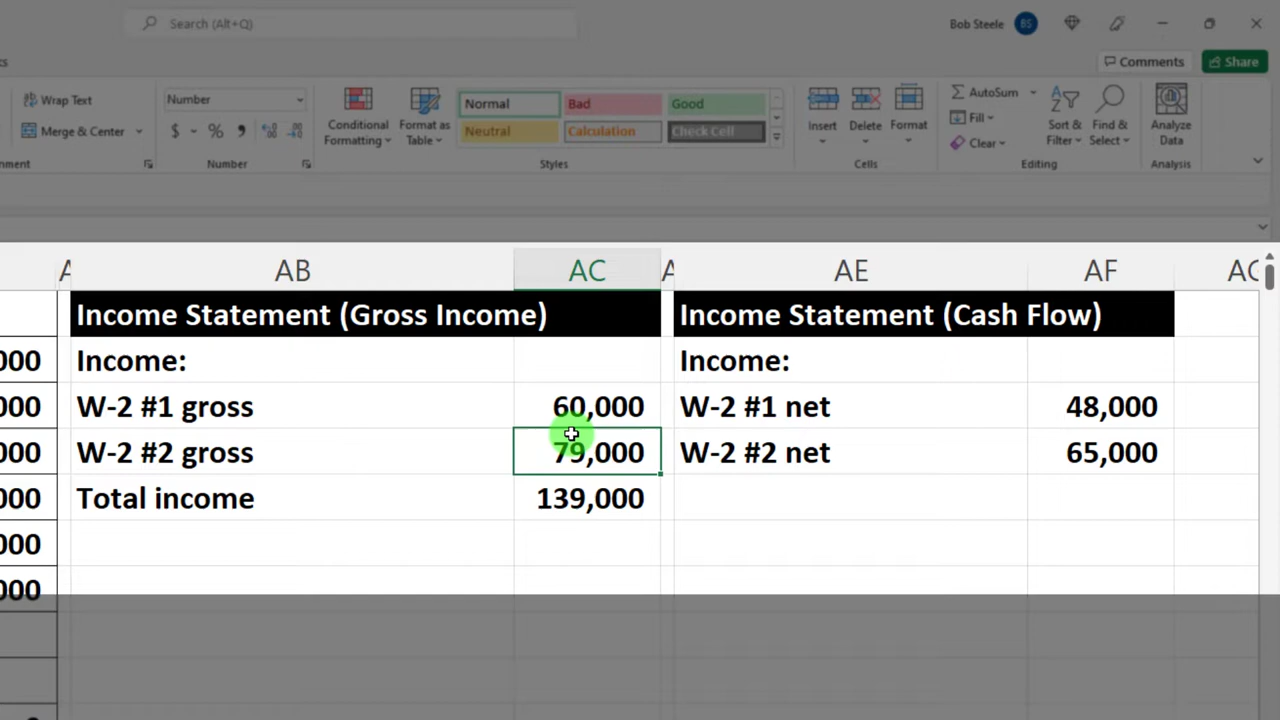 Search (Alt+Q)
Bob Steele
BS
Comments
Share
Wrap Text
Merge & Center
Number
$ % 9
Conditional
Formatting
Format as
Table
Normal
Bad
Good
Neutral
Calculation
Check Cell
Insert
Delete
Format
AutoSum
Fill
Clear
Sort &
Filter
Find &
Select
Analyze
Data
nment
Number
Styles
Cells
Editing
Analysis
A AB AC A AE AF AG
Income Statement (Gross Income) Income Statement (Cash Flow)
000 Income: Income:
000 W-2 #1 gross 60,000 W-2 #1 net 48,000
000 W-2 #2 gross 79,000 W-2 #2 net 65,000
000 Total income 139,000
000
000